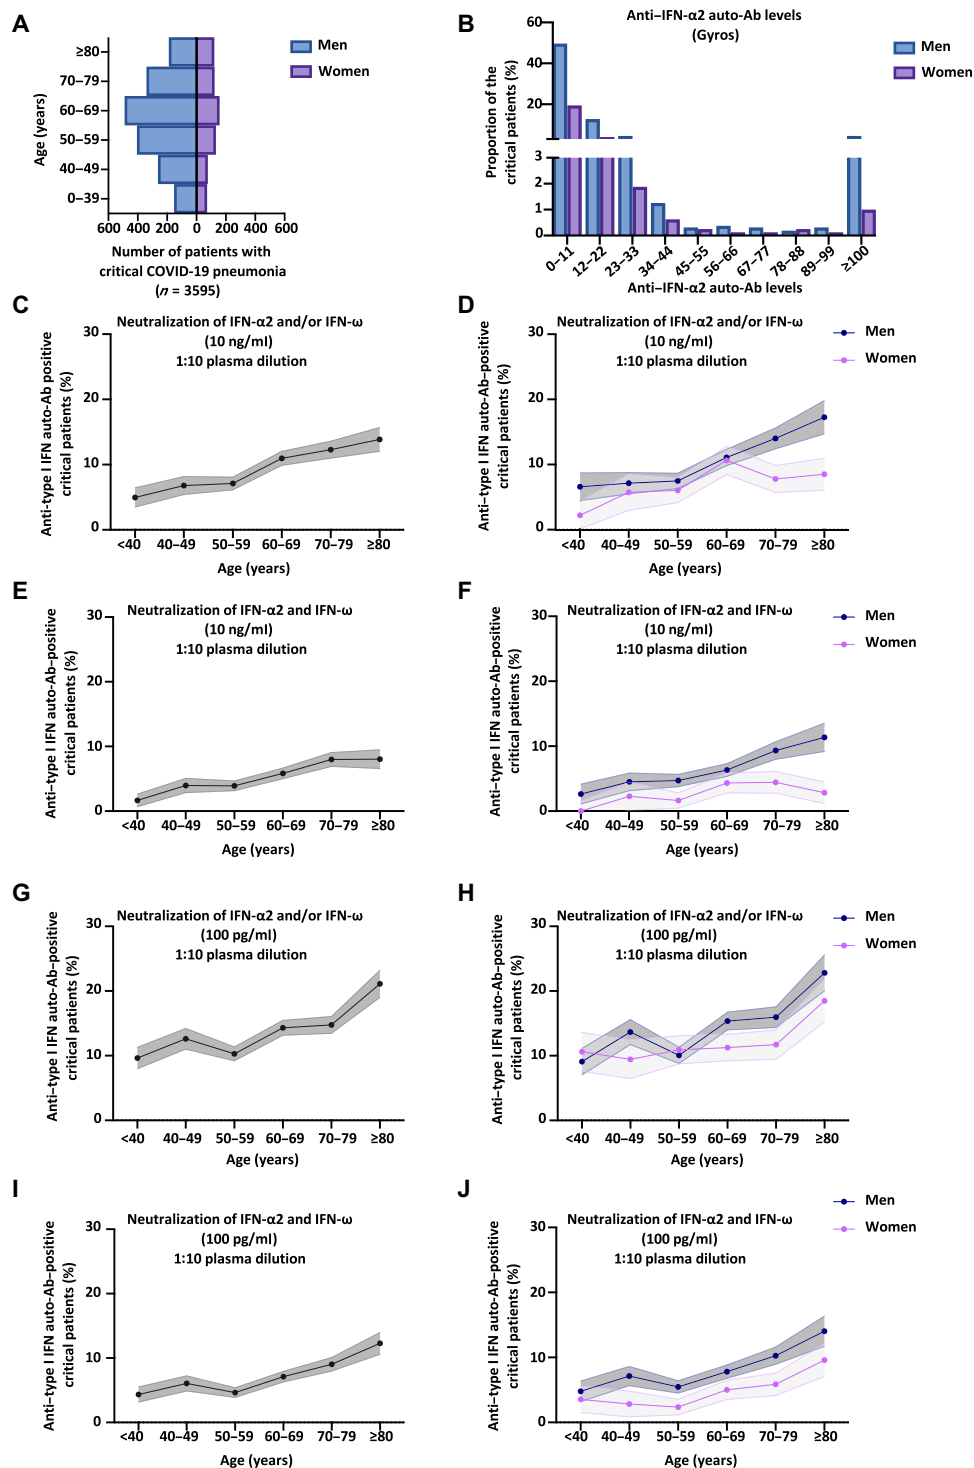 A
≥80
70–79
60–69
50–59
40–49
0–39
Age (years)
600 400 200 0 200 400 600
Number of patients with
critical COVID-19 pneumonia
(n = 3595)
Men
Women
B
Anti–IFN-α2 auto-Ab levels
(Gyros)
Men
Women
Proportion of the
critical patients (%)
60
40
20
3
2
1
0
0–11 12–22 23–33 34–44 45–55 56–66 67–77 78–88 89–99 ≥100
Anti–IFN-α2 auto-Ab levels
C
Neutralization of IFN-α2 and/or IFN-ω
(10 ng/ml)
1:10 plasma dilution
Anti-type I IFN auto-Ab positive
critical patients (%)
30
20
10
0
<40 40–49 50–59 60–69 70–79 ≥80
Age (years)
D
Neutralization of IFN-α2 and/or IFN-ω
(10 ng/ml)
1:10 plasma dilution
Men
Women
Anti–type I IFN auto-Ab–positive
critical patients (%)
30
20
10
0
<40 40–49 50–59 60–69 70–79 ≥80
Age (years)
E
Neutralization of IFN-α2 and IFN-ω
(10 ng/ml)
1:10 plasma dilution
Anti–type I IFN auto-Ab–positive
critical patients (%)
30
20
10
0
<40 40–49 50–59 60–69 70–79 ≥80
Age (years)
F
Neutralization of IFN-α2 and IFN-ω
(10 ng/ml)
1:10 plasma dilution
Men
Women
Anti–type I IFN auto-Ab–positive
critical patients (%)
30
20
10
0
<40 40–49 50–59 60–69 70–79 ≥80
Age (years)
G
Neutralization of IFN-α2 and/or IFN-ω
(100 pg/ml)
1:10 plasma dilution
Anti–type I IFN auto-Ab–positive
critical patients (%)
30
20
10
0
<40 40–49 50–59 60–69 70–79 ≥80
Age (years)
H
Neutralization of IFN-α2 and/or IFN-ω
(100 pg/ml)
1:10 plasma dilution
Men
Women
Anti–type I IFN auto-Ab–positive
critical patients (%)
30
20
10
0
<40 40–49 50–59 60–69 70–79 ≥80
Age (years)
I
Neutralization of IFN-α2 and IFN-ω
(100 pg/ml)
1:10 plasma dilution
Anti–type I IFN auto-Ab–positive
critical patients (%)
30
20
10
0
<40 40–49 50–59 60–69 70–79 ≥80
Age (years)
J
Neutralization of IFN-α2 and IFN-ω
(100 pg/ml)
1:10 plasma dilution
Men
Women
Anti–type I IFN auto-Ab–positive
critical patients (%)
30
20
10
0
<40 40–49 50–59 60–69 70–79 ≥80
Age (years)